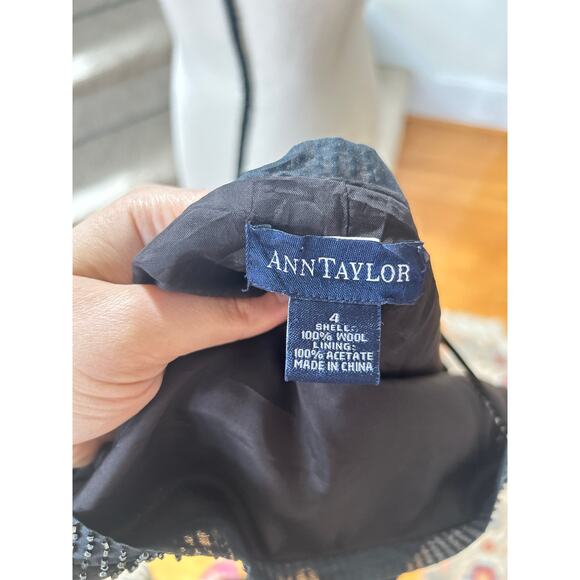 ANNTAYLOR
4
SHELL:
100% WOOL
LINING:
100% ACETATE
MADE IN CHINA